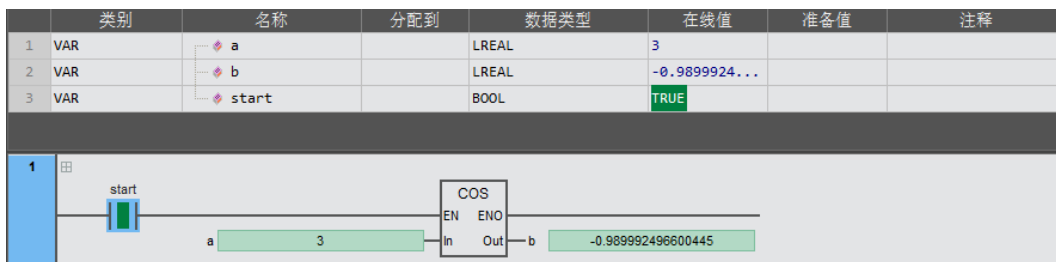 类别 名称 分配到 数据类型 在线值 准备值 注释
1 VAR a LREAL 3
2 VAR b LREAL -0.9899924...
3 VAR start BOOL TRUE
1
start
COS
EN ENO
a 3 In Out b -0.989992496600445